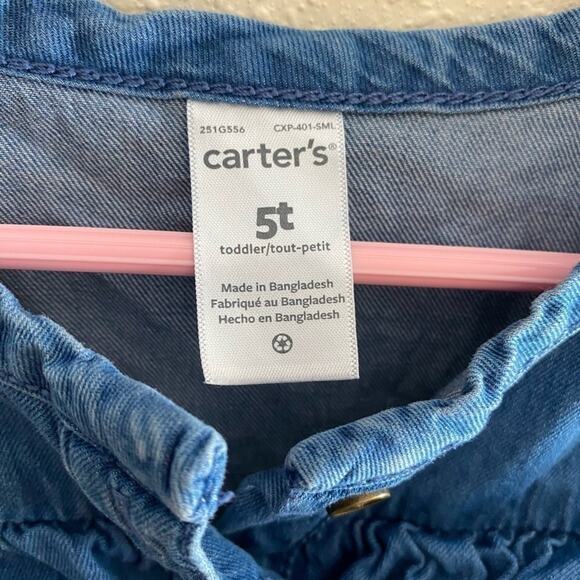 251G556 CXP-401-SML
carter's®
5t
toddler/tout-petit
Made in Bangladesh
Fabriqué au Bangladesh
Hecho en Bangladesh